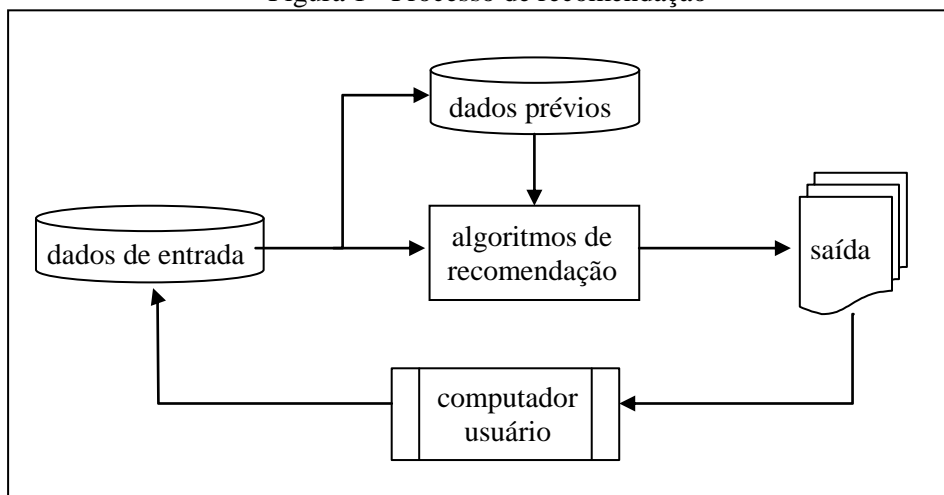 Figura 1 - Processo de recomendação
dados prévios
dados de entrada
algoritmos de
recomendação
saída
computador
usuário